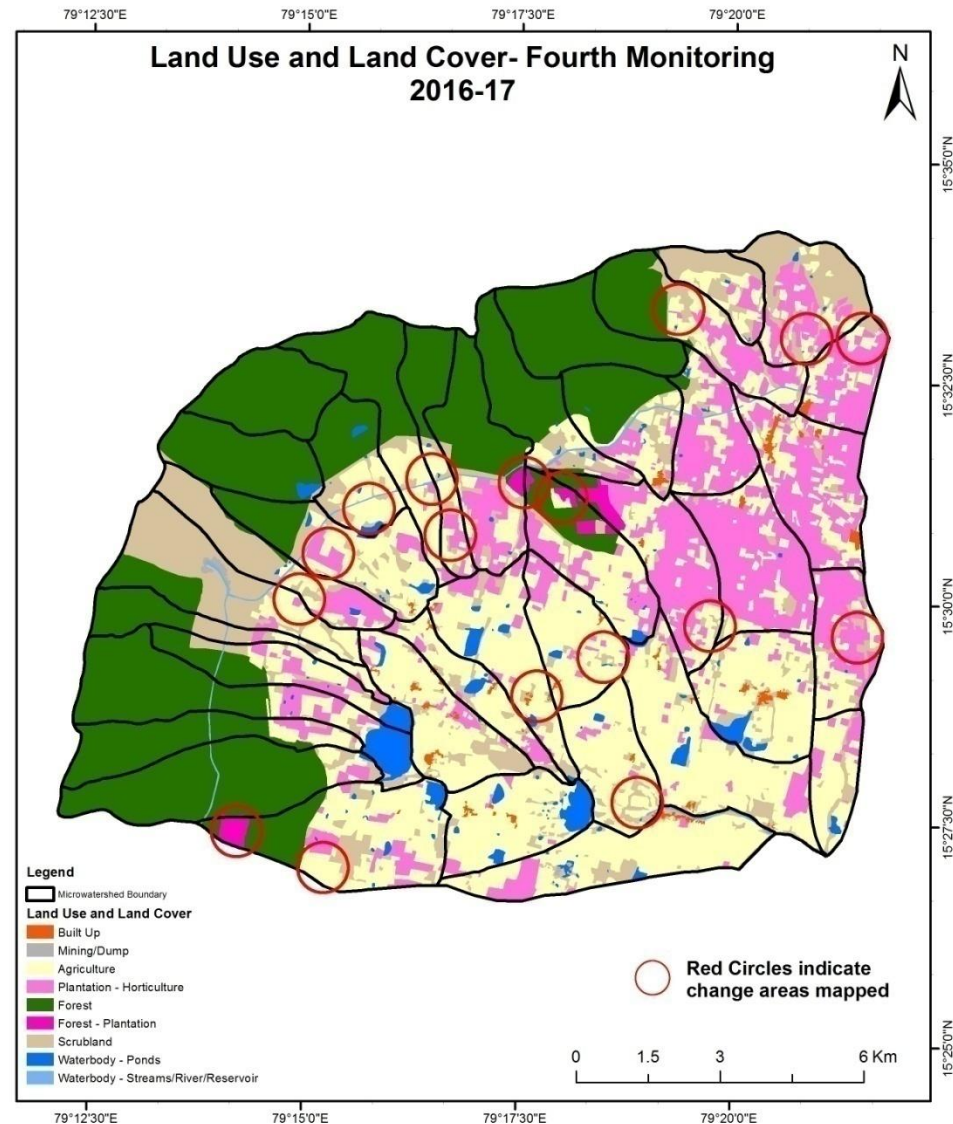 79°12'30"E 79°15'0"E 79°17'30"E 79°20'0"E
Land Use and Land Cover- Fourth Monitoring
2016-17
N
15°35'0"N
15°32'30"N
15°30'0"N
15°27'30"N
15°25'0"N
Legend
Microwatershed Boundary
Land Use and Land Cover
Built Up
Mining/Dump
Agriculture
Plantation - Horticulture
Forest
Forest - Plantation
Scrubland
Waterbody - Ponds
Waterbody - Streams/River/Reservoir
Red Circles indicate
change areas mapped
0 1.5 3 6 Km
79°12'30"E 79°15'0"E 79°17'30"E 79°20'0"E